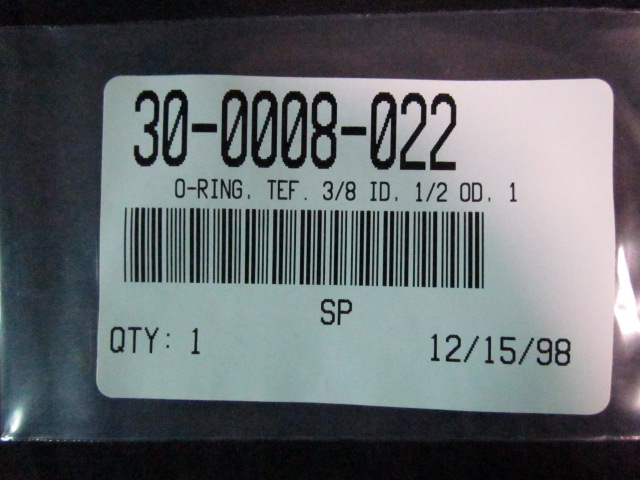 30-0008-022
O-RING, TEF. 3/8 ID, 1/2 OD, 1
SP
QTY: 1 12/15/98